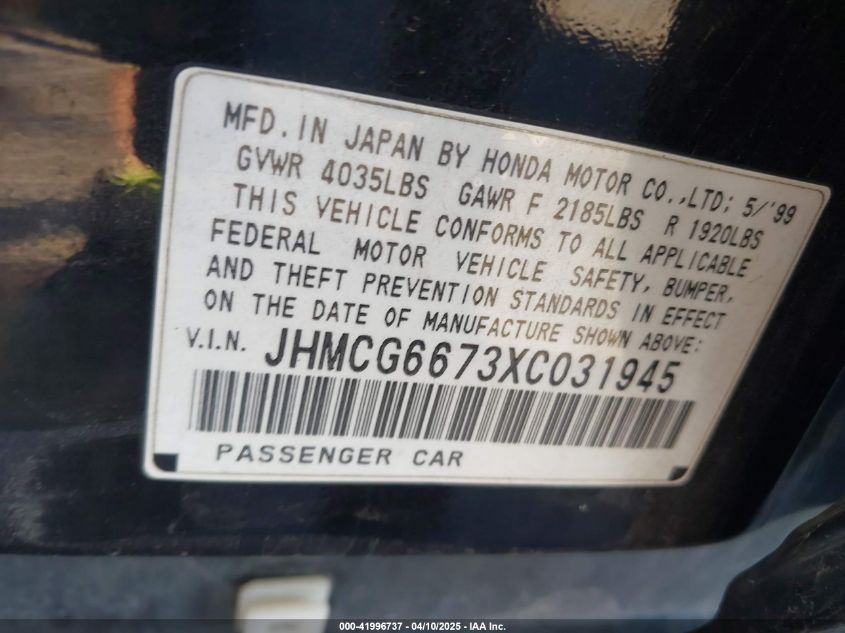 MFD. IN JAPAN BY HONDA MOTOR CO.,LTD; 5/'99
GVWR 4035LBS GAWR F 2185LBS R 1920LBS
THIS VEHICLE CONFORMS TO ALL APPLICABLE
FEDERAL MOTOR VEHICLE SAFETY, BUMPER,
AND THEFT PREVENTION STANDARDS IN EFFECT
ON THE DATE OF MANUFACTURE SHOWN ABOVE:
V.I.N. JHMCG6673XC031945
PASSENGER CAR
000-41996737 - 04/10/2025 - IAA Inc.